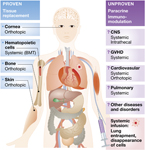 PROVEN
Tissue
replacement
Cornea
Orthotopic
Hematopoietic
cells
Systemic (BMT)
Bone
Orthotopic
Skin
Orthotopic
UNPROVEN
Paracrine
Immuno-
modulation
CNS
Systemic
Intrathecal
GVHD
Systemic
Cardiovascular
Systemic
Orthotopic
Pulmonary
Systemic
Other diseases and
disorders
Systemic infusion:
Lung entrapment,
disappearance of
cells